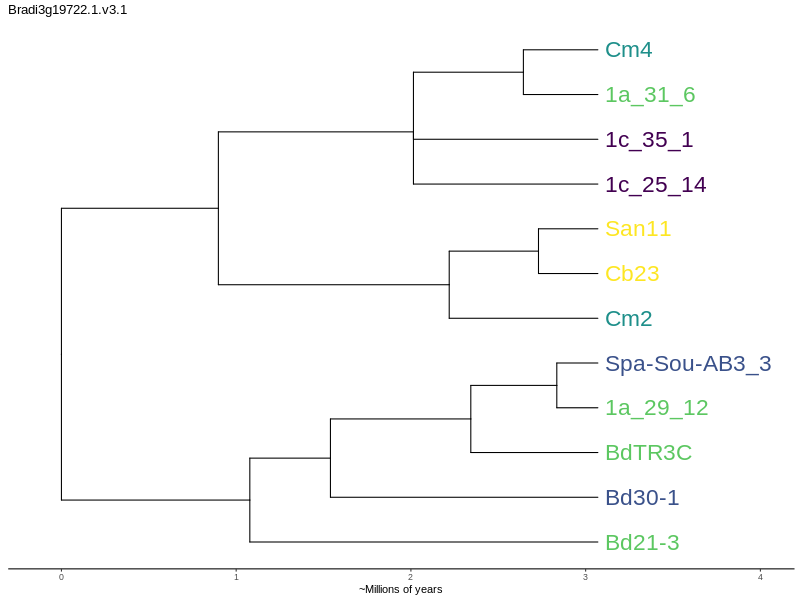 Bradi3g19722.1.v3.1
Cm4
1a_31_6
1c_35_1
1c_25_14
San11
Cb23
Cm2
Spa-Sou-AB3_3
1a_29_12
BdTR3C
Bd30-1
Bd21-3
0 1 2 3 4
~Millions of years